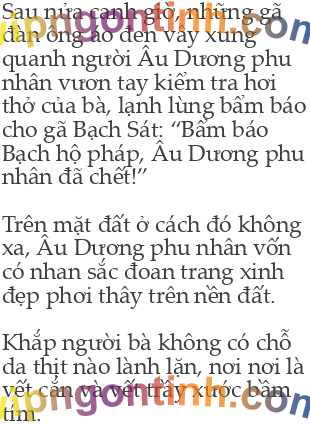 Sau nửa canh giờ, những gã
đàn ông áo đen vây xung
quanh người Âu Dương phu
nhân vươn tay kiểm tra hơi
thở của bà, lạnh lùng bẩm báo
cho gã Bạch Sát: “Bẩm báo
Bạch hộ pháp, Âu Dương phu
nhân đã chết!”
Trên mặt đất ở cách đó không
xa, Âu Dương phu nhân vốn
có nhan sắc đoan trang xinh
đẹp phơi thây trên nền đất.
Khắp người bà không có chỗ
da thịt nào lành lặn, nơi nơi là
vết cắn và vết trầy xước bầm
tím.